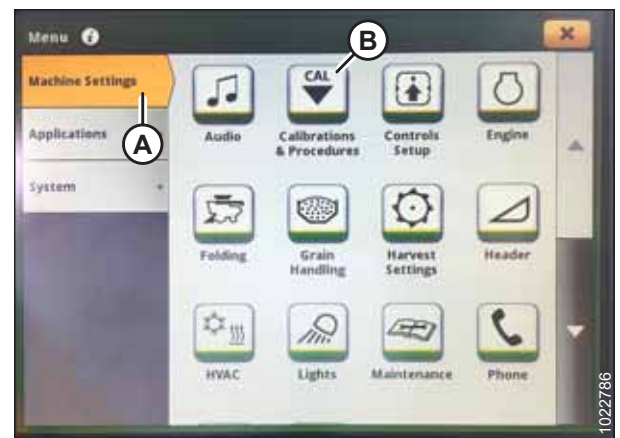 Menu i
B
Machine Settings
A
Applications
System
CAL
Audio
Calibrations
& Procedures
Controls
Setup
Engine
Folding
Grain
Handling
Harvest
Settings
Header
HVAC
Lights
Maintenance
Phone
1022786